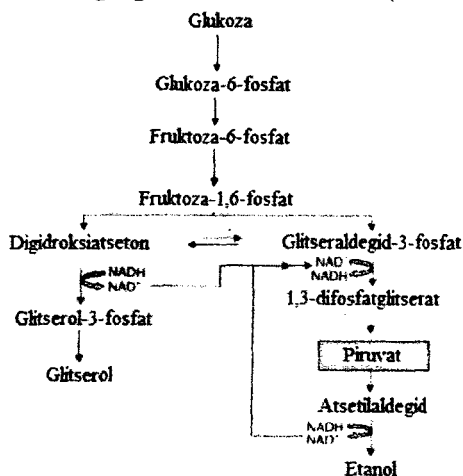 Glukoza
Glukoza-6-fosfat
Fruktoza-6-fosfat
Fruktoza-1,6-fosfat
Digidroksiatseton
Glitseraldegid-3-fosfat
NADH
NAD⁺
NAD⁺
NADH
Glitserol-3-fosfat
1,3-difosfatglitserat
Glitserol
Piruvat
Atsetilaldegid
NADH
NAD⁺
Etanol